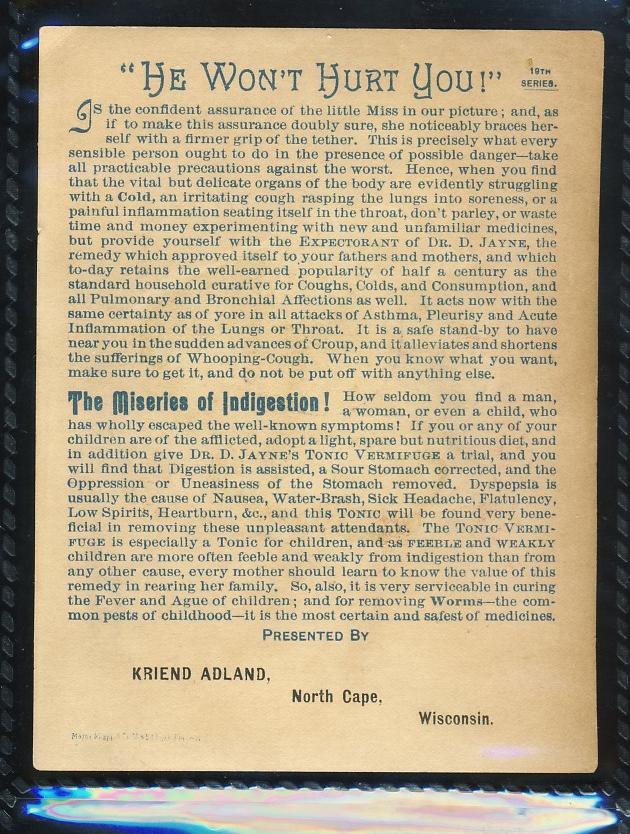 “HE WON’T HURT YOU!”
19TH
SERIES.
IS the confident assurance of the little Miss in our picture; and, as
if to make this assurance doubly sure, she noticeably braces her-
self with a firmer grip of the tether. This is precisely what every
sensible person ought to do in the presence of possible danger—take
all practicable precautions against the worst. Hence, when you find
that the vital but delicate organs of the body are evidently struggling
with a Cold, an irritating cough rasping the lungs into soreness, or a
painful inflammation seating itself in the throat, don’t parley, or waste
time and money experimenting with new and unfamiliar medicines,
but provide yourself with the EXPECTORANT of DR. D. JAYNE, the
remedy which approved itself to your fathers and mothers, and which
to-day retains the well-earned popularity of half a century as the
standard household curative for Coughs, Colds, and Consumption, and
all Pulmonary and Bronchial Affections as well. It acts now with the
same certainty as of yore in all attacks of Asthma, Pleurisy and Acute
Inflammation of the Lungs or Throat. It is a safe stand-by to have
near you in the sudden advances of Croup, and it alleviates and shortens
the sufferings of Whooping-Cough. When you know what you want,
make sure to get it, and do not be put off with anything else.
The Miseries of Indigestion! How seldom you find a man,
a woman, or even a child, who
has wholly escaped the well-known symptoms! If you or any of your
children are of the afflicted, adopt a light, spare but nutritious diet, and
in addition give DR. D. JAYNE’S TONIC VERMIFUGE a trial, and you
will find that Digestion is assisted, a Sour Stomach corrected, and the
Oppression or Uneasiness of the Stomach removed. Dyspepsia is
usually the cause of Nausea, Water-Brash, Sick Headache, Flatulency,
Low Spirits, Heartburn, &c., and this TONIC will be found very bene-
ficial in removing these unpleasant attendants. The TONIC VERMI-
FUGE is especially a Tonic for children, and as FEEBLE and WEAKLY
children are more often feeble and weakly from indigestion than from
any other cause, every mother should learn to know the value of this
remedy in rearing her family. So, also, it is very serviceable in curing
the Fever and Ague of children; and for removing Worms—the com-
mon pests of childhood—it is the most certain and safest of medicines.
PRESENTED BY
KRIEND ADLAND,
North Cape,
Wisconsin.